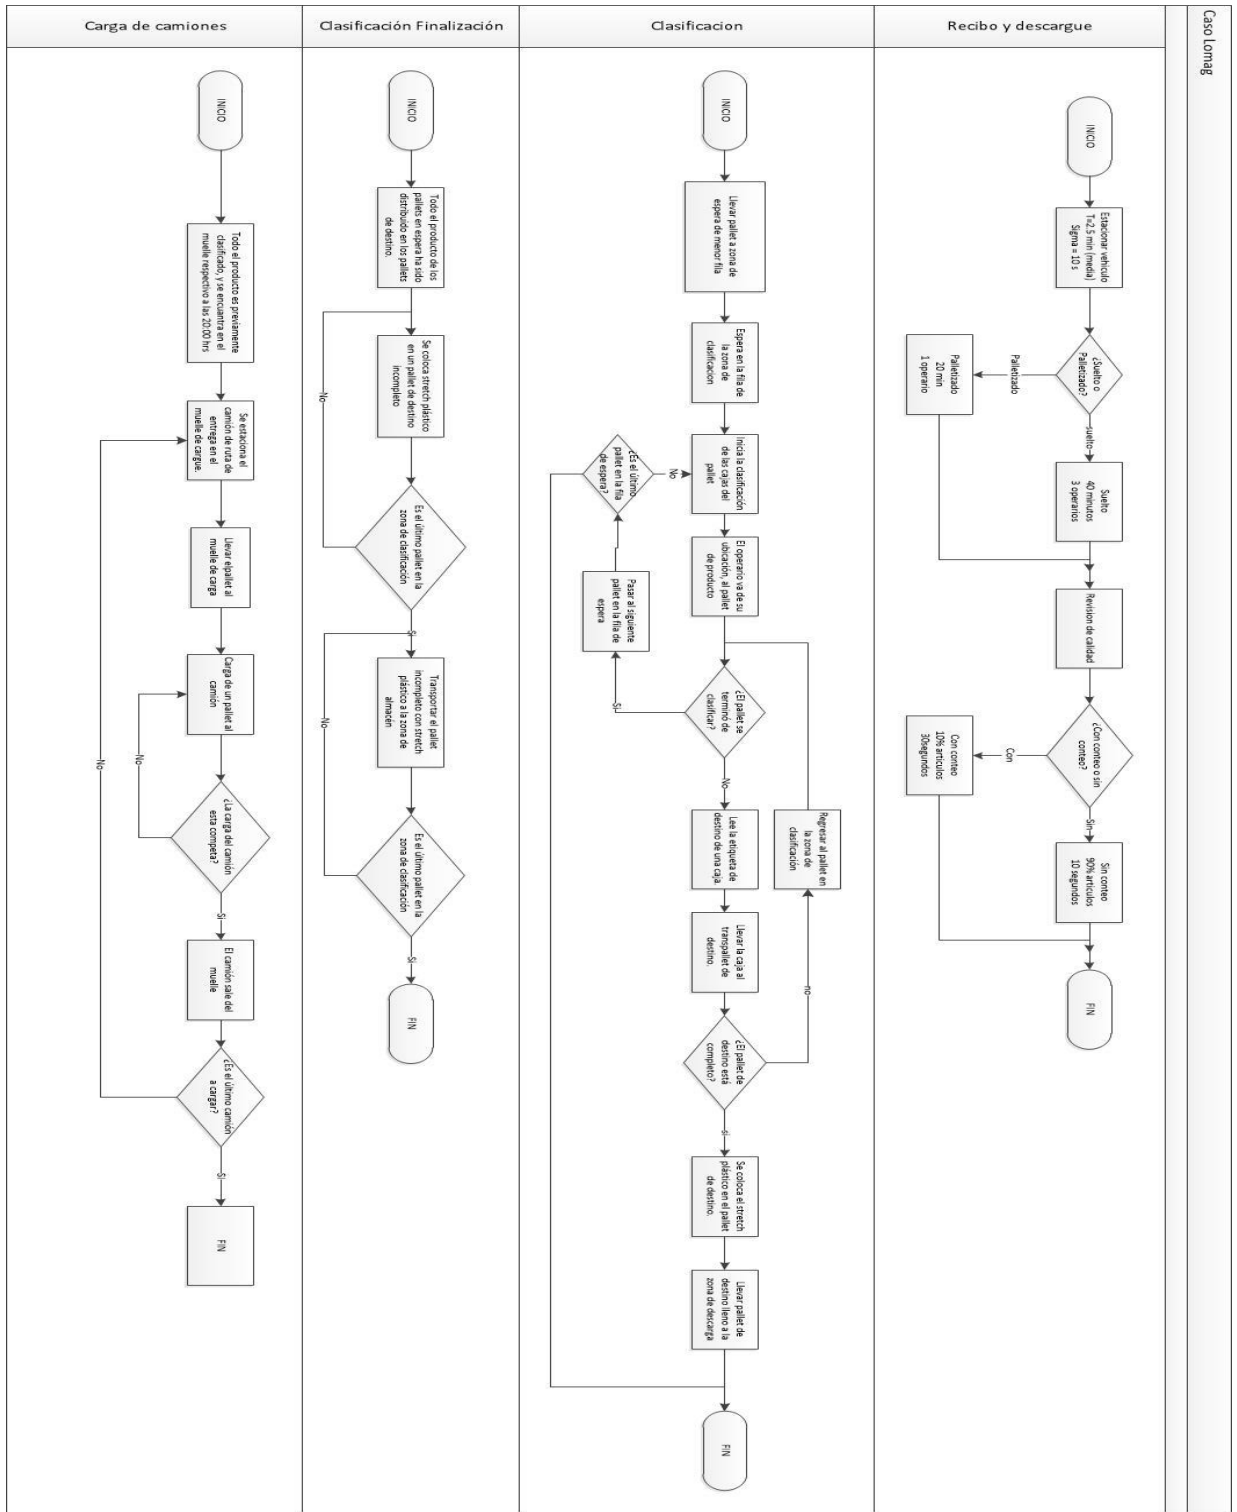 Caso Lomag
Recibo y descargue
INICIO
Estacionar vehiculo
T=2.5 min (media)
Sigma = 10 s
¿Suelto o
Palletizado?
Palletizado
suelto
Palletizado
20 min
1 operario
Suelto
40 minutos
3 operarios
Revision de calidad
¿Con conteo o sin
conteo?
Con
Sin
Con conteo
10% articulos
30segundos
Sin conteo
90% articulos
10 segundos
FIN
Clasificacion
INICIO
Llevar pallet a zona de
espera de menor fila
Espera en la fila de
la zona de
clasificacion
Inicia la clasificación
de las cajas del
pallet
El operario va de su
ubicación, al pallet
de producto
¿El pallet se
terminó de
clasificar?
Si
No
Pasar al siguiente
pallet en la fila de
espera
¿Es el último
pallet en la fila
de espera?
No
Lee la etiqueta de
destino de una caja.
Llevar la caja al
transpallet de
destino.
¿El pallet de
destino está
completo?
no
Regresar al pallet en
la zona de
clasificación
si
Se coloca el stretch
plástico en el pallet
de destino.
Llevar pallet de
destino lleno a la
zona de descarga
FIN
Clasificación Finalización
INICIO
Todo el producto de los
pallets en espera ha sido
distribuido en los pallets
de destino.
Se coloca stretch plástico
en un pallet de destino
incompleto
Es el último pallet en la
zona de clasificación
No
Si
Transportar el pallet
incompleto con stretch
plástico a la zona de
almacén
Es el último pallet en la
zona de clasificación
No
Si
FIN
Carga de camiones
INICIO
Todo el producto es previamente
clasificado, y se encuantra en el
muelle respectivo a las 20:00 hrs
Se estaciona el
camión de ruta de
entrega en el
muelle de cargue.
Llevar elpallet al
muelle de carga
Carga de un pallet al
camión
¿La carga del camión
esta competa?
No
Si
El camión sale del
muelle
¿Es el último camión
a cargar?
No
Si
FIN